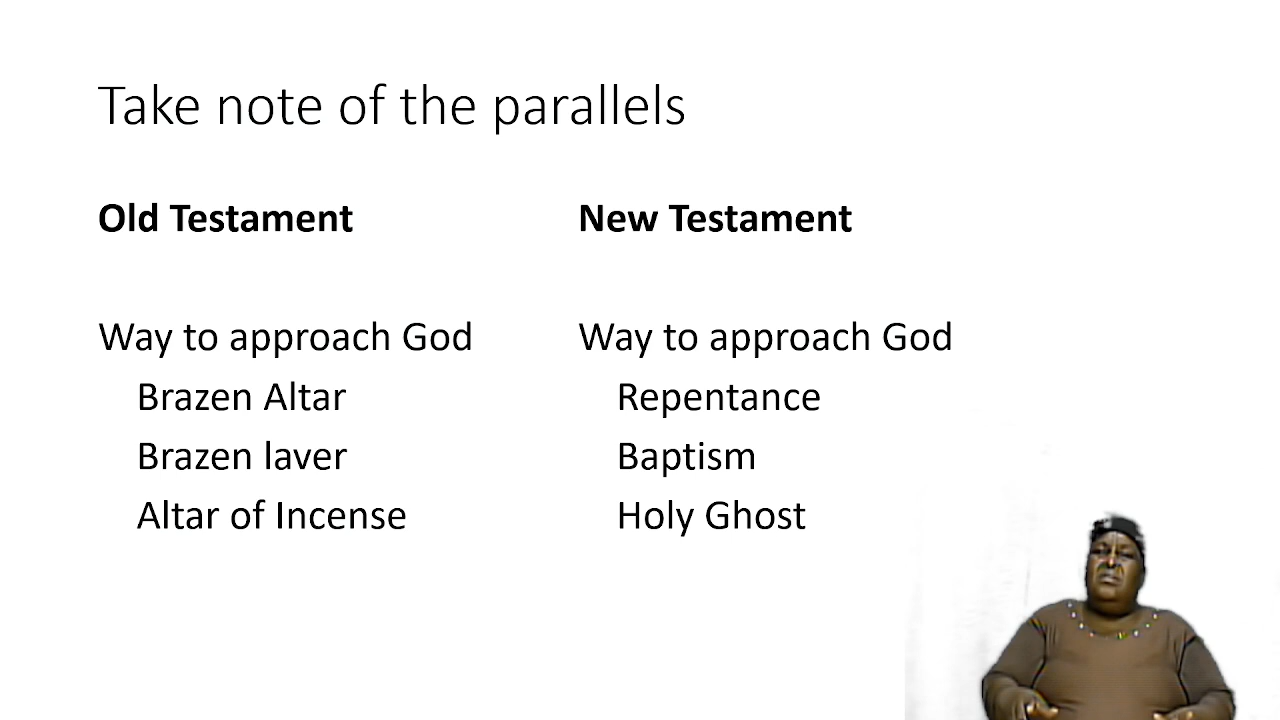 Take note of the parallels
Old Testament
Way to approach God
Brazen Altar
Brazen laver
Altar of Incense
New Testament
Way to approach God
Repentance
Baptism
Holy Ghost